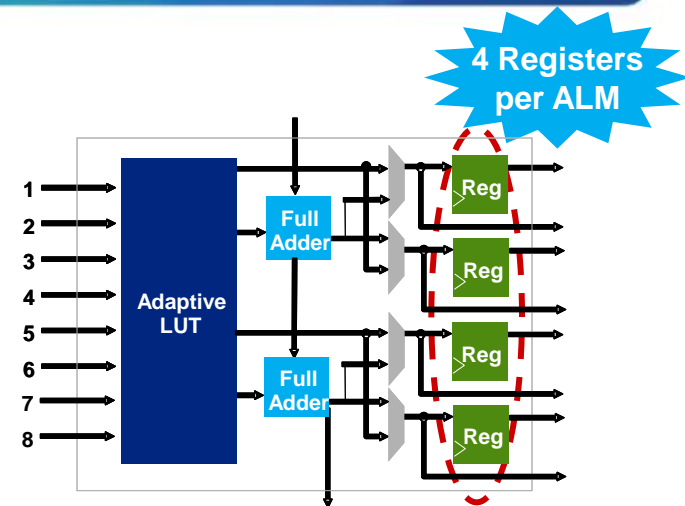 4 Registers
per ALM
1
2
3
4
5
6
7
8
Adaptive
LUT
Full
Adder
Full
Adder
Reg
Reg
Reg
Reg